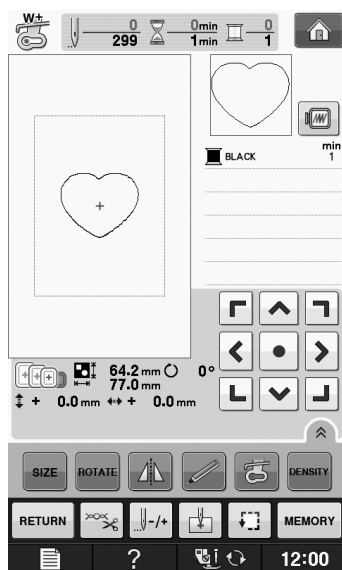 W+
0 0min 0
299 1min 1
min
BLACK 1
64.2 mm 0°
77.0 mm
+ 0.0 mm + 0.0 mm
SIZE ROTATE DENSITY
RETURN -/+ MEMORY
? 12:00